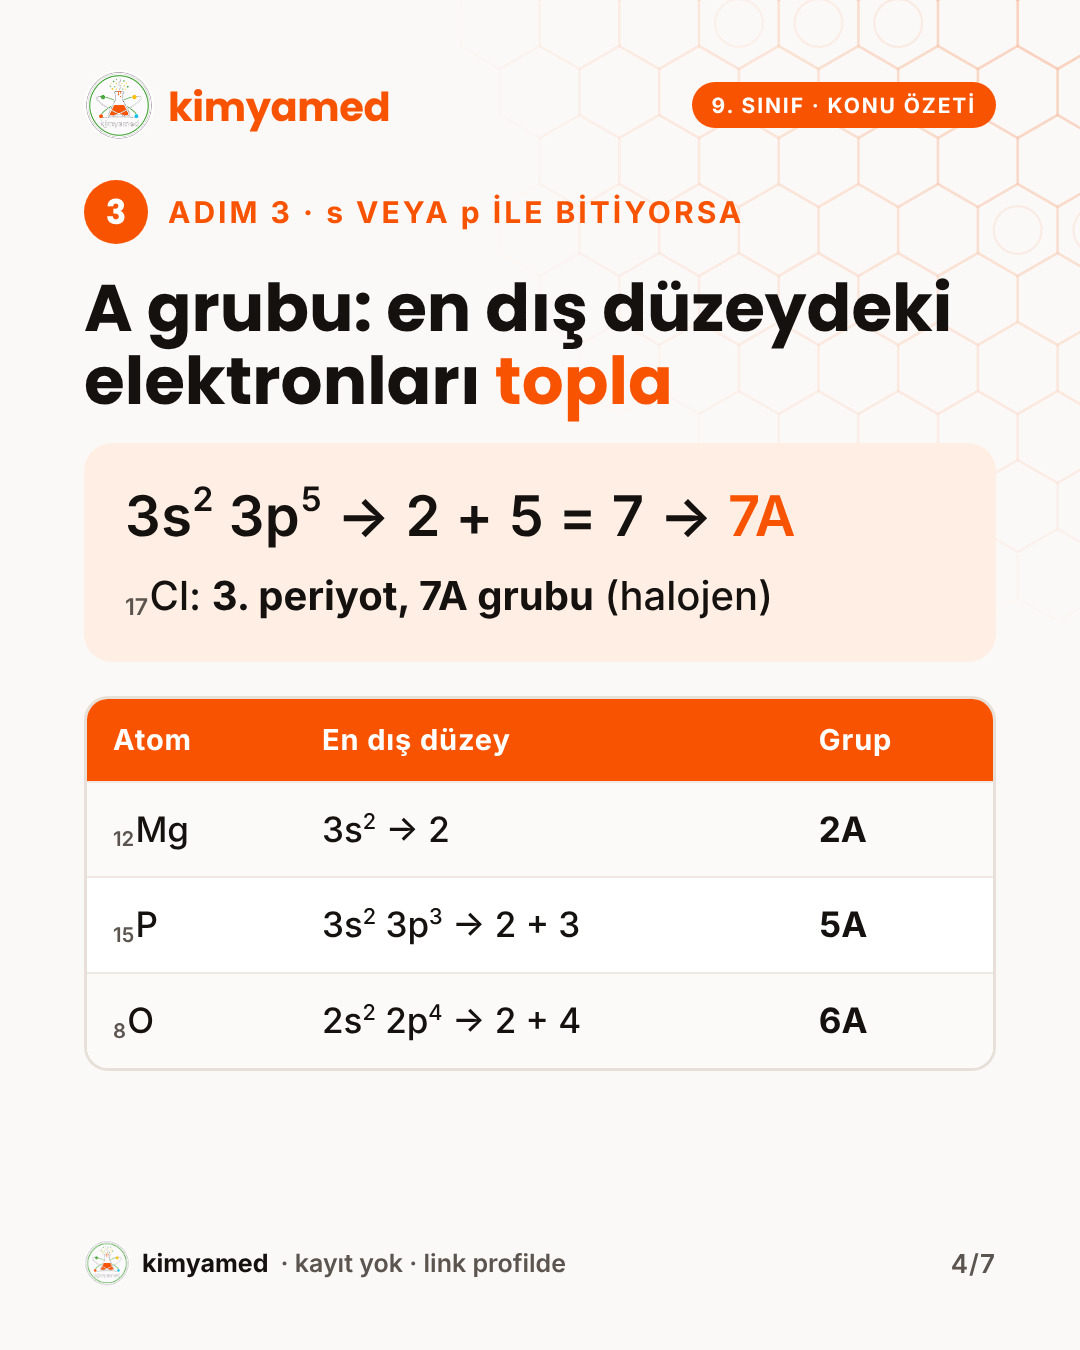 kimyamed
9. SINIF · KONU ÖZETİ
3
ADIM 3 · s VEYA p İLE BİTİYORSA
A grubu: en dış düzeydeki
elektronları topla
3s² 3p⁵ → 2 + 5 = 7 → 7A
₁₇Cl: 3. periyot, 7A grubu (halojen)
Atom En dış düzey Grup
₁₂Mg 3s² → 2 2A
₁₅P 3s² 3p³ → 2 + 3 5A
₈O 2s² 2p⁴ → 2 + 4 6A
kimyamed · kayıt yok · link profilde 4/7